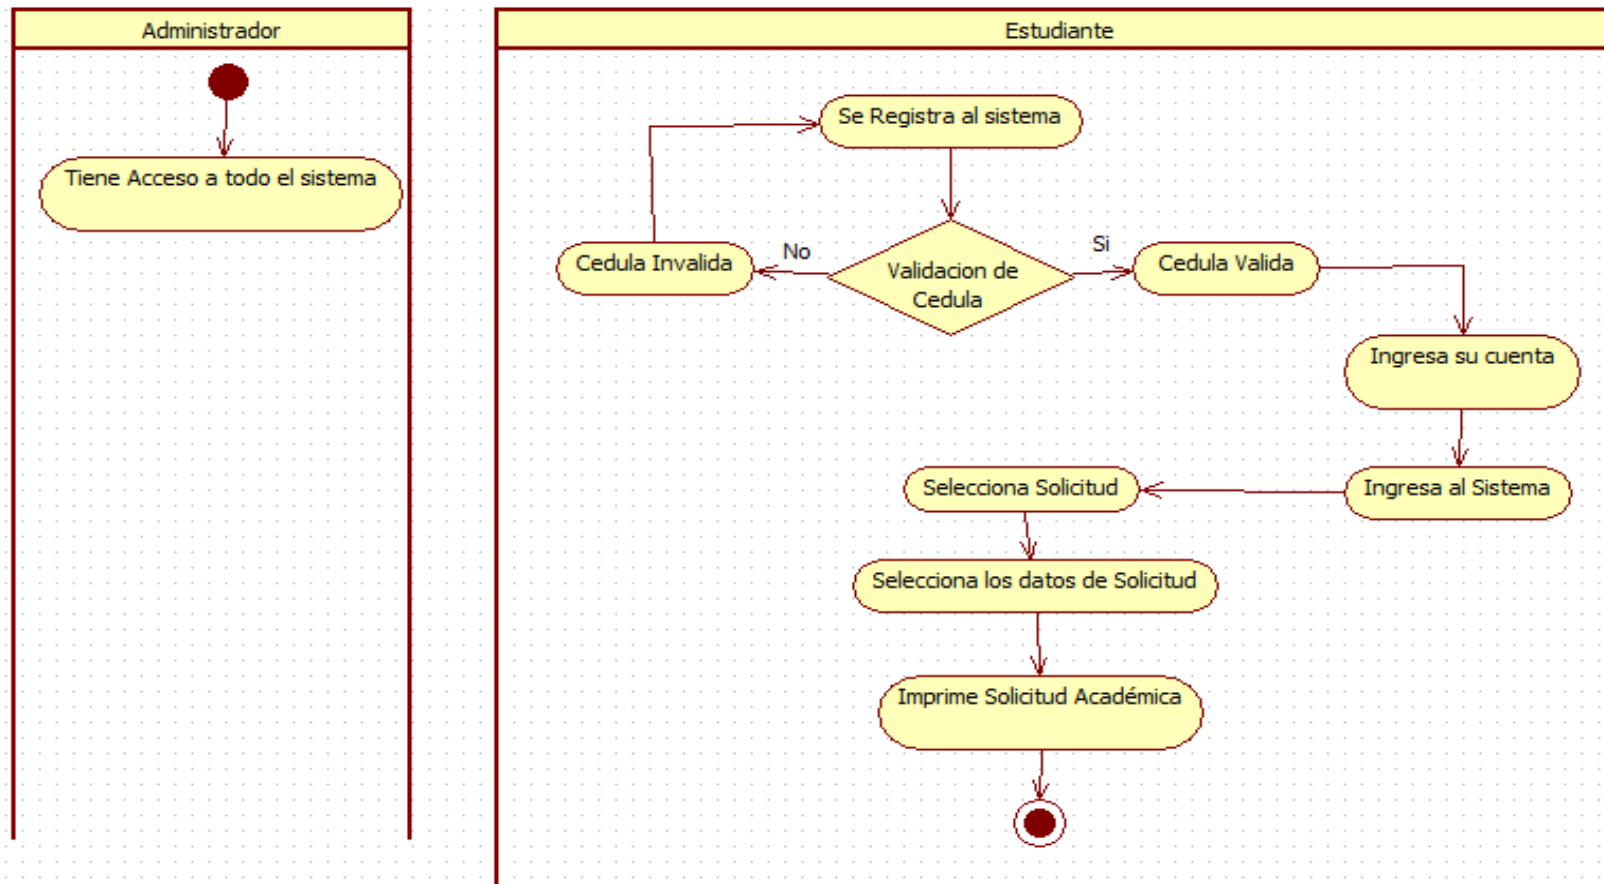 Administrador
Tiene Acceso a todo el sistema
Estudiante
Se Registra al sistema
Cedula Invalida
No
Validacion de
Cedula
Si
Cedula Valida
Ingresa su cuenta
Ingresa al Sistema
Selecciona Solicitud
Selecciona los datos de Solicitud
Imprime Solicitud Académica